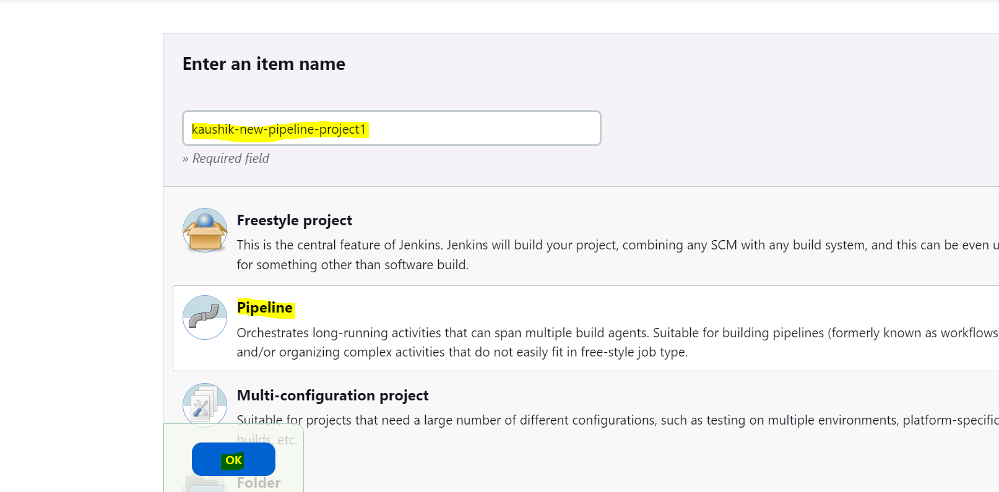 Enter an item name
kaushik-new-pipeline-project1
» Required field
Freestyle project
This is the central feature of Jenkins. Jenkins will build your project, combining any SCM with any build system, and this can be even
for something other than software build.
Pipeline
Orchestrates long-running activities that can span multiple build agents. Suitable for building pipelines (formerly known as workflows)
and/or organizing complex activities that do not easily fit in free-style job type.
Multi-configuration project
Suitable for projects that need a large number of different configurations, such as testing on multiple environments, platform-specific
builds, etc.
OK
Folder